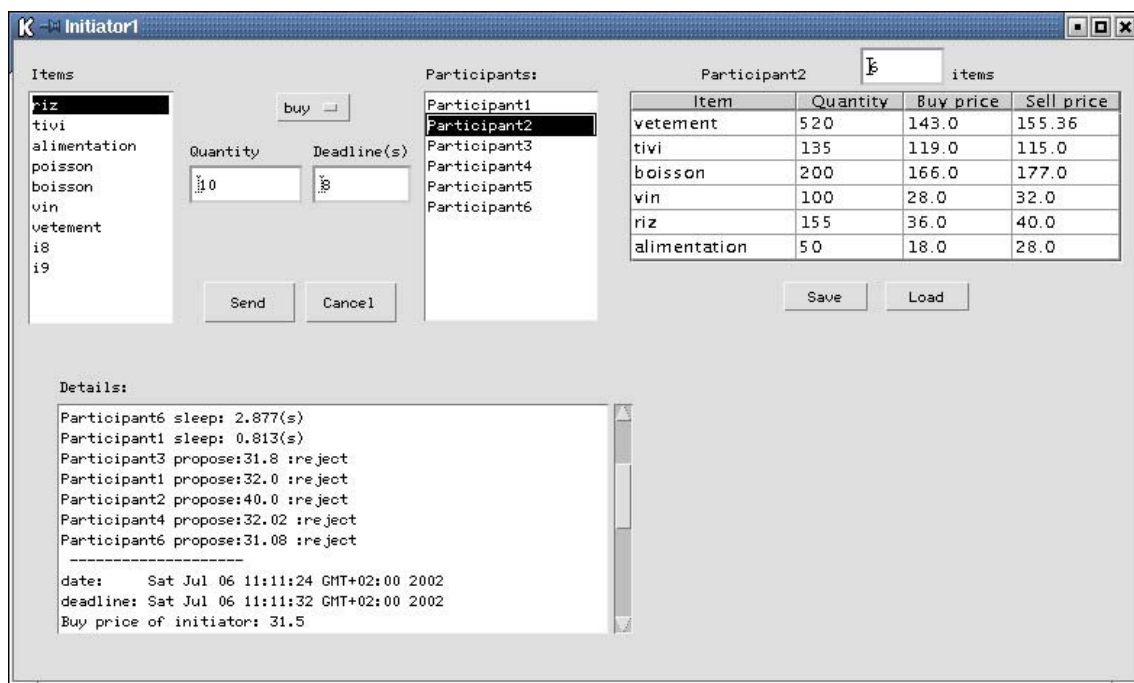 Initiator1
Items
riz
tivi
alimentation
poisson
boisson
vin
vetement
i8
i9
buy
Quantity Deadline(s)
10 8
Send Cancel
Participants:
Participant1
Participant2
Participant3
Participant4
Participant5
Participant6
Participant2 6 items
Item Quantity Buy price Sell price
vetement 520 143.0 155.36
tivi 135 119.0 115.0
boisson 200 166.0 177.0
vin 100 28.0 32.0
riz 155 36.0 40.0
alimentation 50 18.0 28.0
Save Load
Details:
Participant6 sleep: 2.877(s)
Participant1 sleep: 0.813(s)
Participant3 propose:31.8 :reject
Participant1 propose:32.0 :reject
Participant2 propose:40.0 :reject
Participant4 propose:32.02 :reject
Participant6 propose:31.08 :reject
--------------------
date: Sat Jul 06 11:11:24 GMT+02:00 2002
deadline: Sat Jul 06 11:11:32 GMT+02:00 2002
Buy price of initiator: 31.5